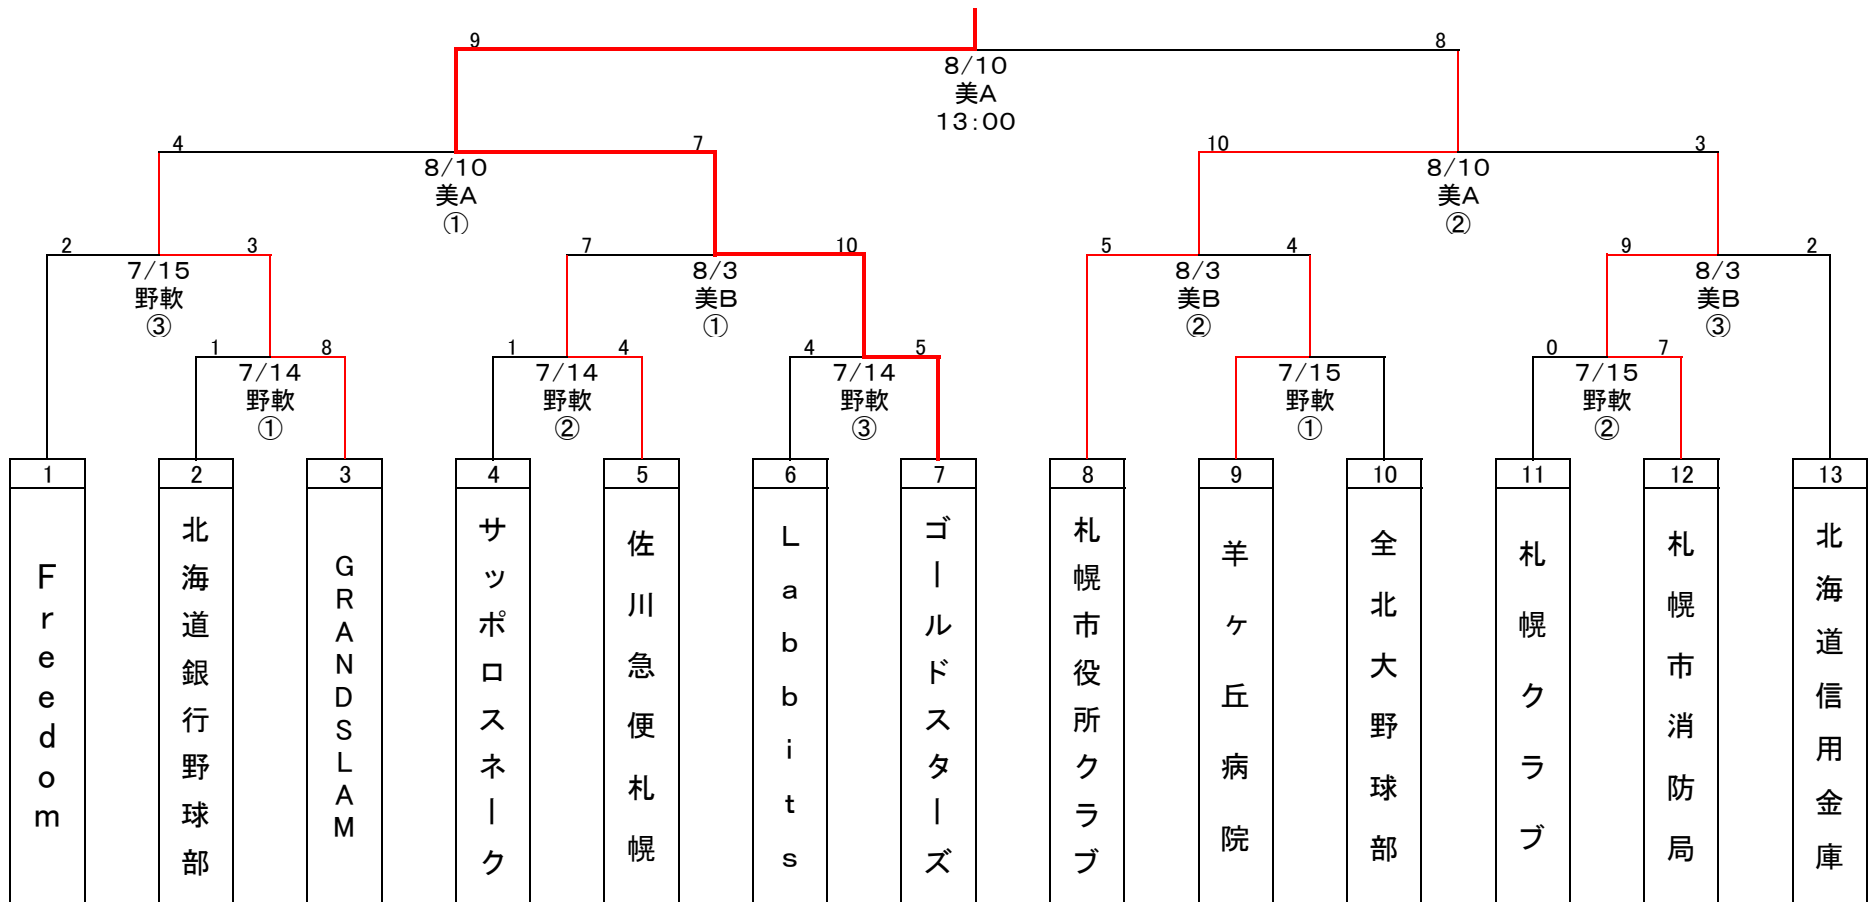 9 8
8/10
美A
13:00
4 7 10 3
8/10 8/10
美A 美A
① ②
2 3 7 10 5 4 9 2
7/15 8/3 8/3 8/3
野軟 美B 美B 美B
③ ① ② ③
1 8 1 4 4 5 0 7
7/14 7/14 7/14 7/15 7/15
野軟 野軟 野軟 野軟 野軟
① ② ③ ① ②
1 2 3 4 5 6 7 8 9 10 11 12 13
Freedom
北海道銀行野球部
GRANDSLAM
サッポロスネーク
佐川急便札幌
Labbits
ゴールドスターズ
札幌市役所クラブ
羊ヶ丘病院
全北大野球部
札幌クラブ
札幌市消防局
北海道信用金庫